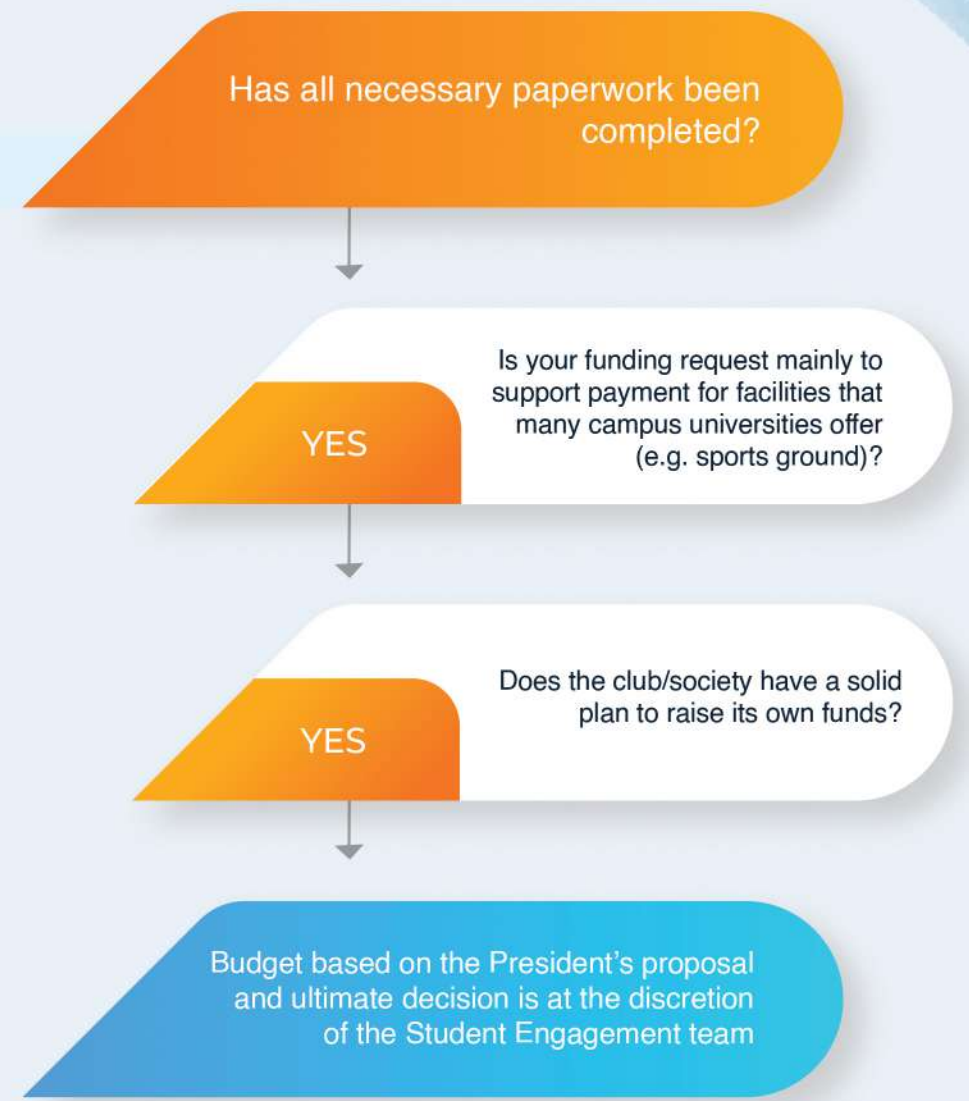 Has all necessary paperwork been
completed?
Is your funding request mainly to
support payment for facilities that
many campus universities offer
(e.g. sports ground)?
YES
Does the club/society have a solid
plan to raise its own funds?
YES
Budget based on the President’s proposal
and ultimate decision is at the discretion
of the Student Engagement team